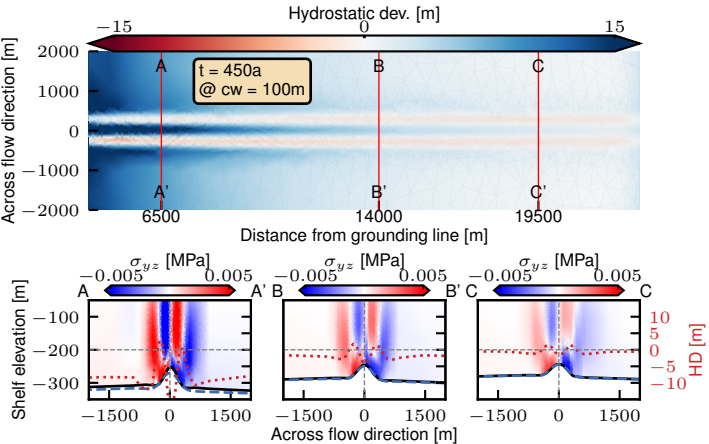 Hydrostatic dev. [m]
−15 0 15
2000
1000
0
−1000
−2000
Across flow direction [m]
A B C
t = 450a
@ cw = 100m
A' B' C'
6500 14000 19500
Distance from grounding line [m]
σyz [MPa] σyz [MPa] σyz [MPa]
−0.005 0.005 −0.005 0.005 −0.005 0.005
A A' B B' C C
Shelf elevation [m]
−100
−200
−300
10
5
0
−5
−10
HD [m]
−1500 0 1500 −1500 0 1500 −1500 0 1500
Across flow direction [m]